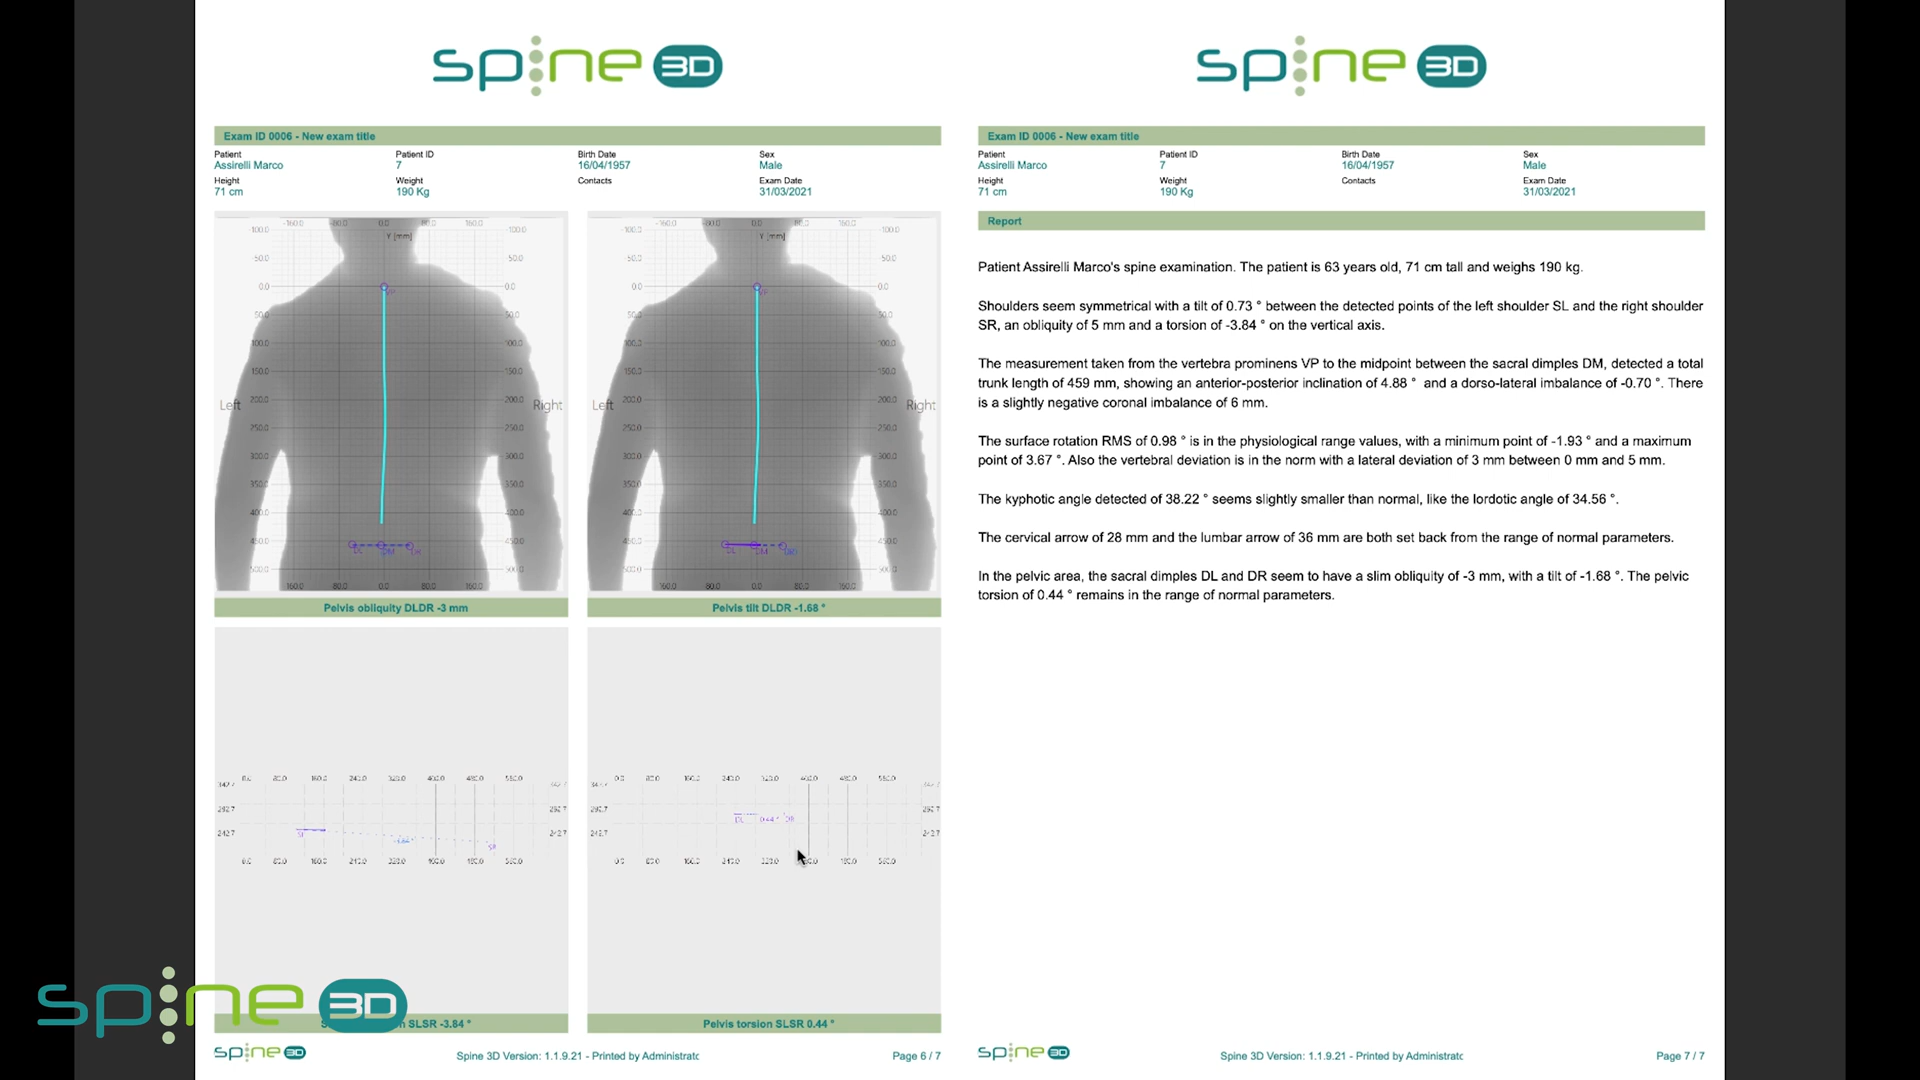 spine 3D
Exam ID 0006 - New exam title
Patient Patient ID Birth Date Sex
Assirelli Marco 7 16/04/1957 Male
Height Weight Contacts Exam Date
71 cm 190 Kg 31/03/2021
Y [mm]
VP
Left Right
DL DM DR
Pelvis obliquity DLDR -3 mm
Y [mm]
VP
Left Right
DL DM
Pelvis tilt DLDR -1.68 °
SL SR
SLSR -3.84 °
DL 0.44 °
Pelvis torsion SLSR 0.44 °
spine 3D
spine 3D Spine 3D Version: 1.1.9.21 - Printed by Administratc Page 6 / 7
spine 3D
Exam ID 0006 - New exam title
Patient Patient ID Birth Date Sex
Assirelli Marco 7 16/04/1957 Male
Height Weight Contacts Exam Date
71 cm 190 Kg 31/03/2021
Report
Patient Assirelli Marco's spine examination. The patient is 63 years old, 71 cm tall and weighs 190 kg.
Shoulders seem symmetrical with a tilt of 0.73 ° between the detected points of the left shoulder SL and the right shoulder
SR, an obliquity of 5 mm and a torsion of -3.84 ° on the vertical axis.
The measurement taken from the vertebra prominens VP to the midpoint between the sacral dimples DM, detected a total
trunk length of 459 mm, showing an anterior-posterior inclination of 4.88 ° and a dorso-lateral imbalance of -0.70 °. There
is a slightly negative coronal imbalance of 6 mm.
The surface rotation RMS of 0.98 ° is in the physiological range values, with a minimum point of -1.93 ° and a maximum
point of 3.67 °. Also the vertebral deviation is in the norm with a lateral deviation of 3 mm between 0 mm and 5 mm.
The kyphotic angle detected of 38.22 ° seems slightly smaller than normal, like the lordotic angle of 34.56 °.
The cervical arrow of 28 mm and the lumbar arrow of 36 mm are both set back from the range of normal parameters.
In the pelvic area, the sacral dimples DL and DR seem to have a slim obliquity of -3 mm, with a tilt of -1.68 °. The pelvic
torsion of 0.44 ° remains in the range of normal parameters.
spine 3D Spine 3D Version: 1.1.9.21 - Printed by Administratc Page 7 / 7